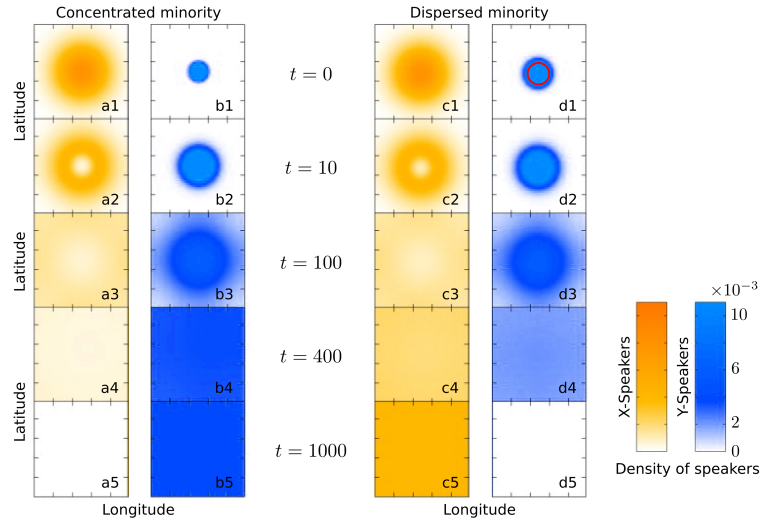 Concentrated minority
Dispersed minority
Latitude
a1
b1
t = 0
c1
d1
a2
b2
t = 10
c2
d2
Latitude
a3
b3
t = 100
c3
d3
a4
b4
t = 400
c4
d4
Latitude
a5
b5
t = 1000
c5
d5
Longitude
Longitude
×10⁻³
10
6
2
0
X-Speakers
Y-Speakers
Density of speakers